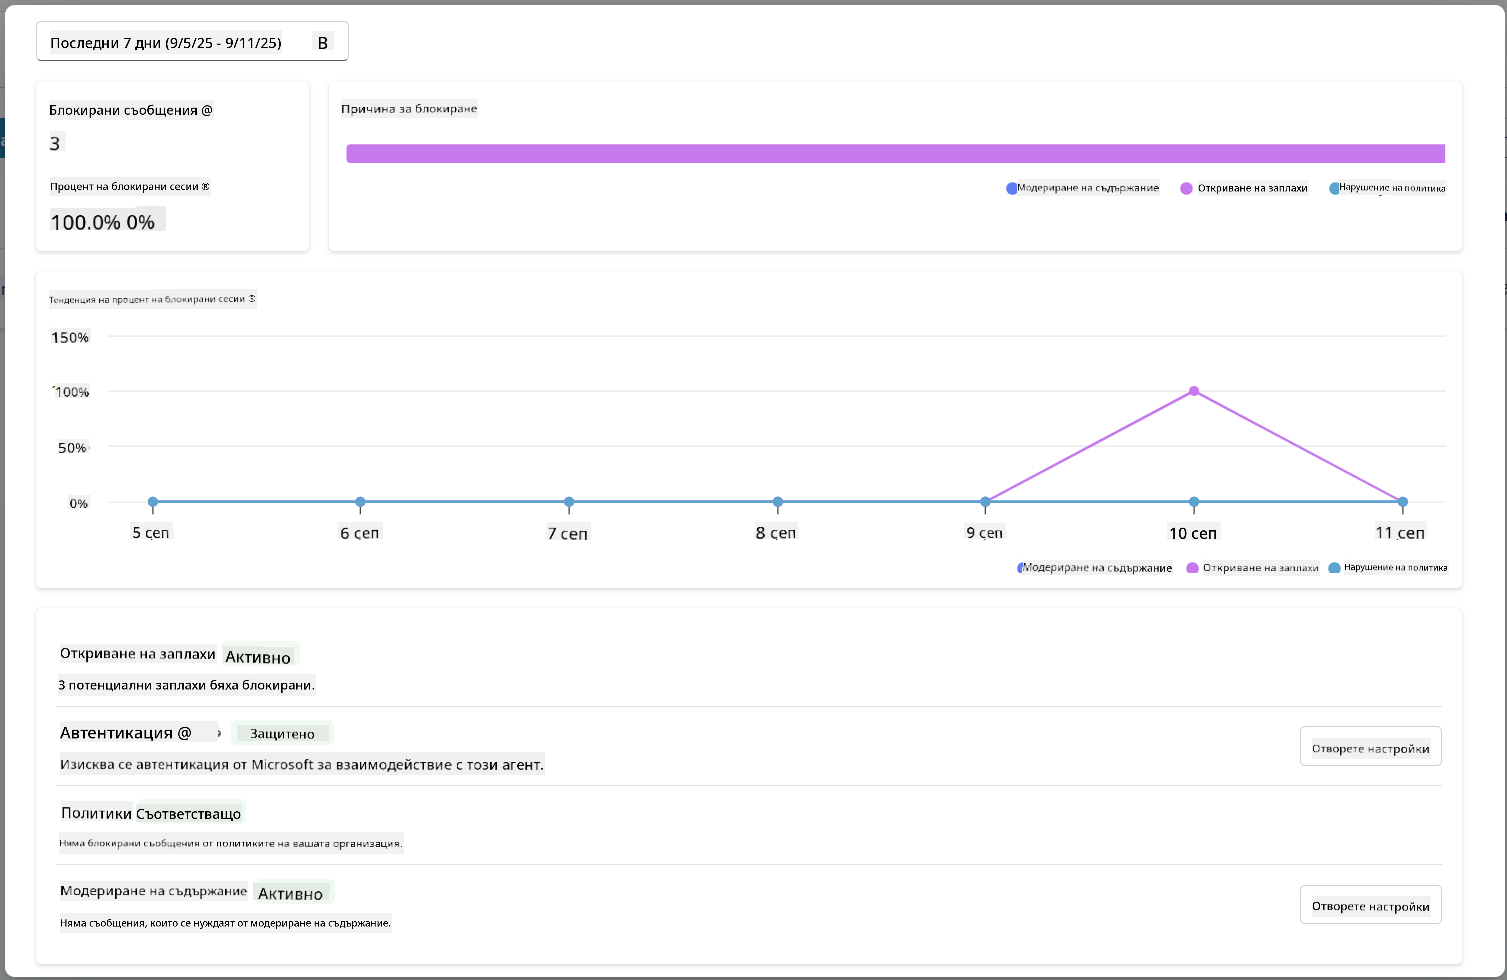 Последни 7 дни (9/5/25 - 9/11/25) B
Блокирани съобщения @
3
Процент на блокирани сесии ®
100.0% 0%
Причина за блокиране
Модериране на съдържание Откриване на заплахи Нарушение на политика
Тенденция на процент на блокирани сесии ®
150%
100%
50%
0%
5 сеп 6 сеп 7 сеп 8 сеп 9 сеп 10 сеп 11 сеп
Модериране на съдържание Откриване на заплахи Нарушение на политика
Откриване на заплахи Активно
3 потенциални заплахи бяха блокирани.
Автентикация @ Защитено
Изисква се автентикация от Microsoft за взаимодействие с този агент.
Отворете настройки
Политики Съответстващо
Няма блокирани съобщения от политиките на вашата организация.
Модериране на съдържание Активно
Няма съобщения, които се нуждаят от модериране на съдържание.
Отворете настройки